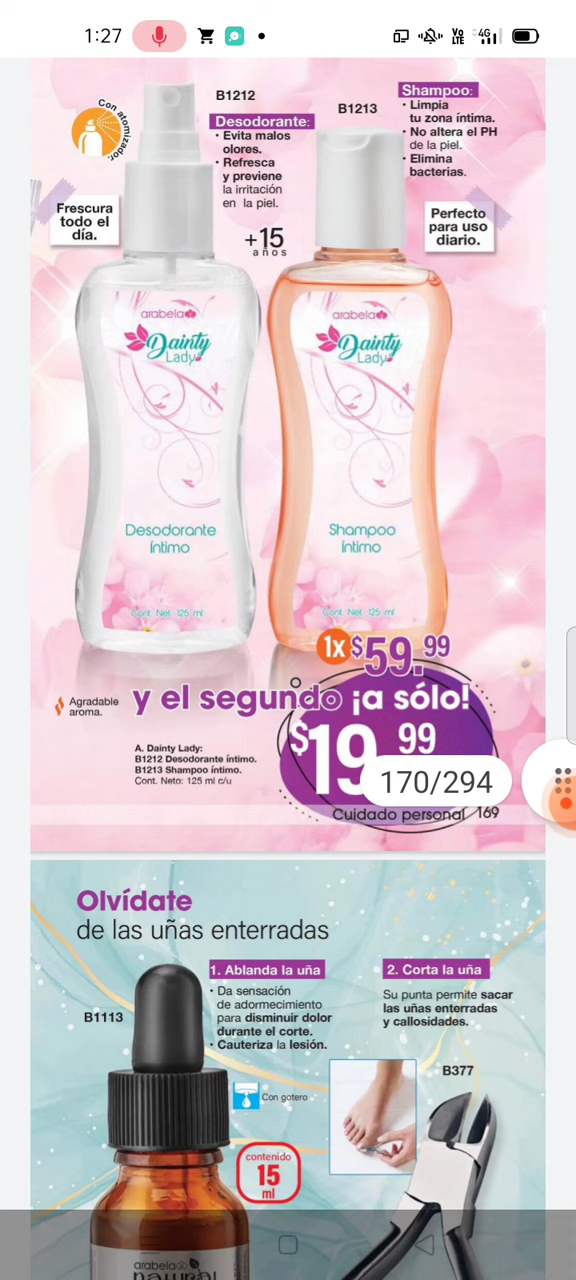 1:27
VO
LTE
4G
Con atomizador.
B1212
Desodorante:
· Evita malos
olores.
· Refresca
y previene
la irritación
en la piel.
B1213
Shampoo:
· Limpia
tu zona íntima.
· No altera el PH
de la piel.
· Elimina
bacterias.
Frescura
todo el
día.
+15
años
Perfecto
para uso
diario.
arabela
Dainty
Lady
Desodorante
íntimo
Cont. Net. 125 ml
arabela
Dainty
Lady
Shampoo
íntimo
Cont. Net. 125 ml
1x $59.99
Agradable
aroma.
y el segundo ¡a sólo!
$19.99
A. Dainty Lady:
B1212 Desodorante íntimo.
B1213 Shampoo íntimo.
Cont. Neto: 125 ml c/u
170/294
Cuidado personal 169
Olvídate
de las uñas enterradas
1. Ablanda la uña
· Da sensación
de adormecimiento
para disminuir dolor
durante el corte.
· Cauteriza la lesión.
B1113
Con gotero
contenido
15
ml
2. Corta la uña
Su punta permite sacar
las uñas enterradas
y callosidades.
B377
arabela
natural